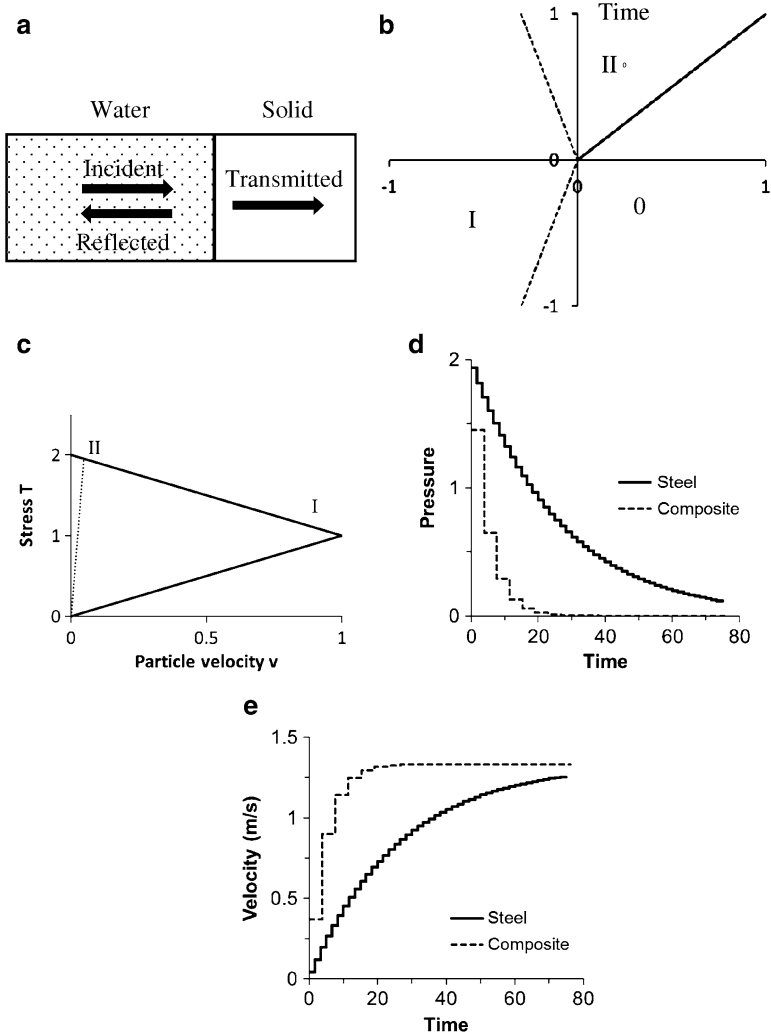 a
Water Solid
Incident
Transmitted
Reflected
b
1 Time
II o
0
-1 0 1
I 0
-1
c
2 II
Stress T
I
1
0
0 0.5 1
Particle velocity v
d
2
Pressure
Steel
1
Composite
0
0 20 40 60 80
Time
e
1.5
Velocity (m/s)
1
0.5
Steel
Composite
0
0 20 40 60 80
Time